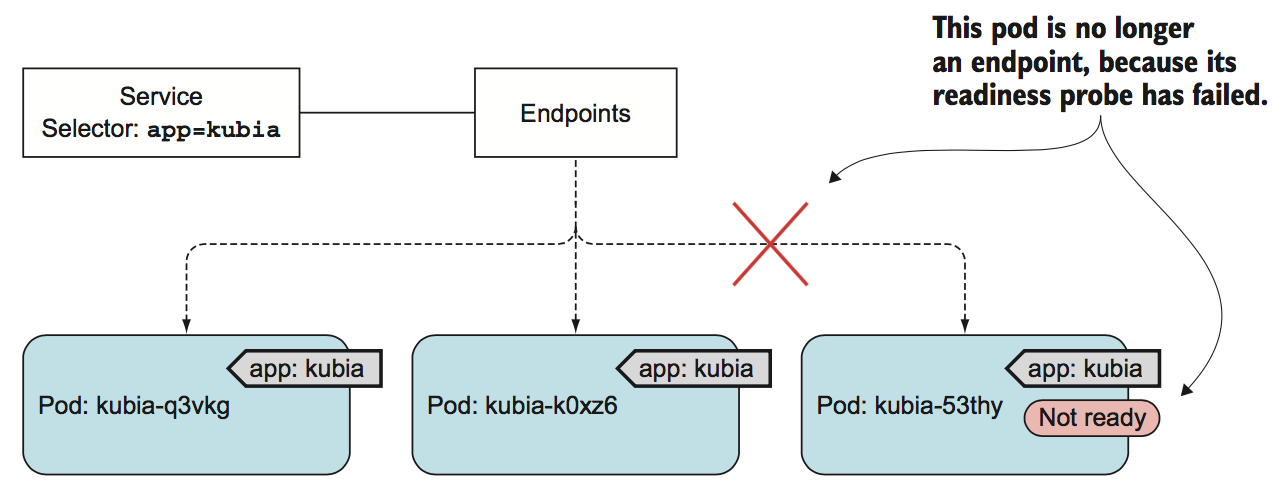 This pod is no longer
an endpoint, because its
readiness probe has failed.
Service
Selector: app=kubia
Endpoints
app: kubia
Pod: kubia-q3vkg
app: kubia
Pod: kubia-k0xz6
app: kubia
Pod: kubia-53thy
Not ready